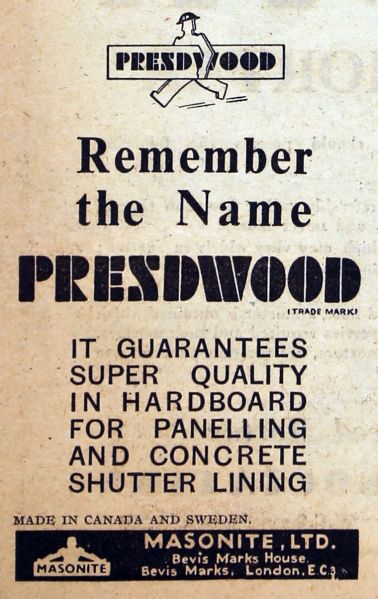 PRESDWOOD
Remember
the Name
PRESDWOOD
(TRADE MARK)
IT GUARANTEES
SUPER QUALITY
IN HARDBOARD
FOR PANELLING
AND CONCRETE
SHUTTER LINING
MADE IN CANADA AND SWEDEN.
MASONITE
MASONITE, LTD.
Bevis Marks House
Bevis Marks, London, E.C.3